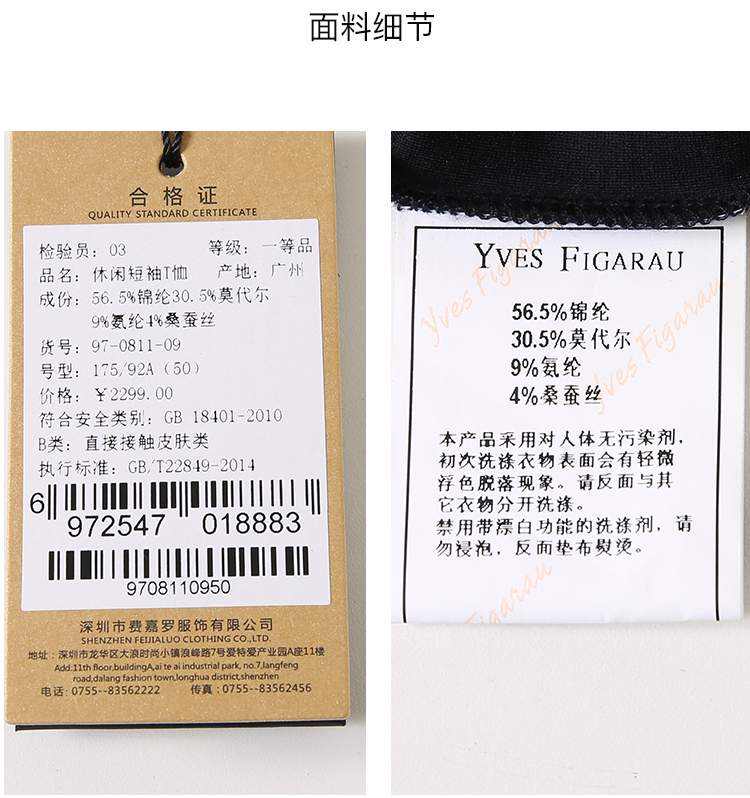 面料细节
合格证
QUALITY STANDARD CERTIFICATE
检验员：03 等级：一等品
品名：休闲短袖T恤 产地：广州
成份：56.5%锦纶30.5%莫代尔
9%氨纶4%桑蚕丝
货号：97-0811-09
号型：175/92A（50）
价格：￥2299.00
符合安全类别：GB 18401-2010
B类：直接接触皮肤类
执行标准：GB/T22849-2014
6 972547 018883
9708110950
深圳市费嘉罗服饰有限公司
SHENZHEN FEIJIALUO CLOTHING CO.,LTD.
地址：深圳市龙华区大浪时尚小镇浪峰路7号爱特爱产业园A座11楼
Add:11th floor,buildingA,ai te ai industrial park, no.7,langfeng
road,dalang fashion town,longhua district,shenzhen
电话：0755--83562222 传真：0755--83562456
YVES FIGARAU
56.5%锦纶
30.5%莫代尔
9%氨纶
4%桑蚕丝
本产品采用对人体无污染剂，
初次洗涤衣物表面会有轻微
浮色脱落现象。请反面与其
它衣物分开洗涤。
禁用带漂白功能的洗涤剂，请
勿浸泡，反面垫布熨烫。
Yves Figarau
Yves Figarau
Figarau